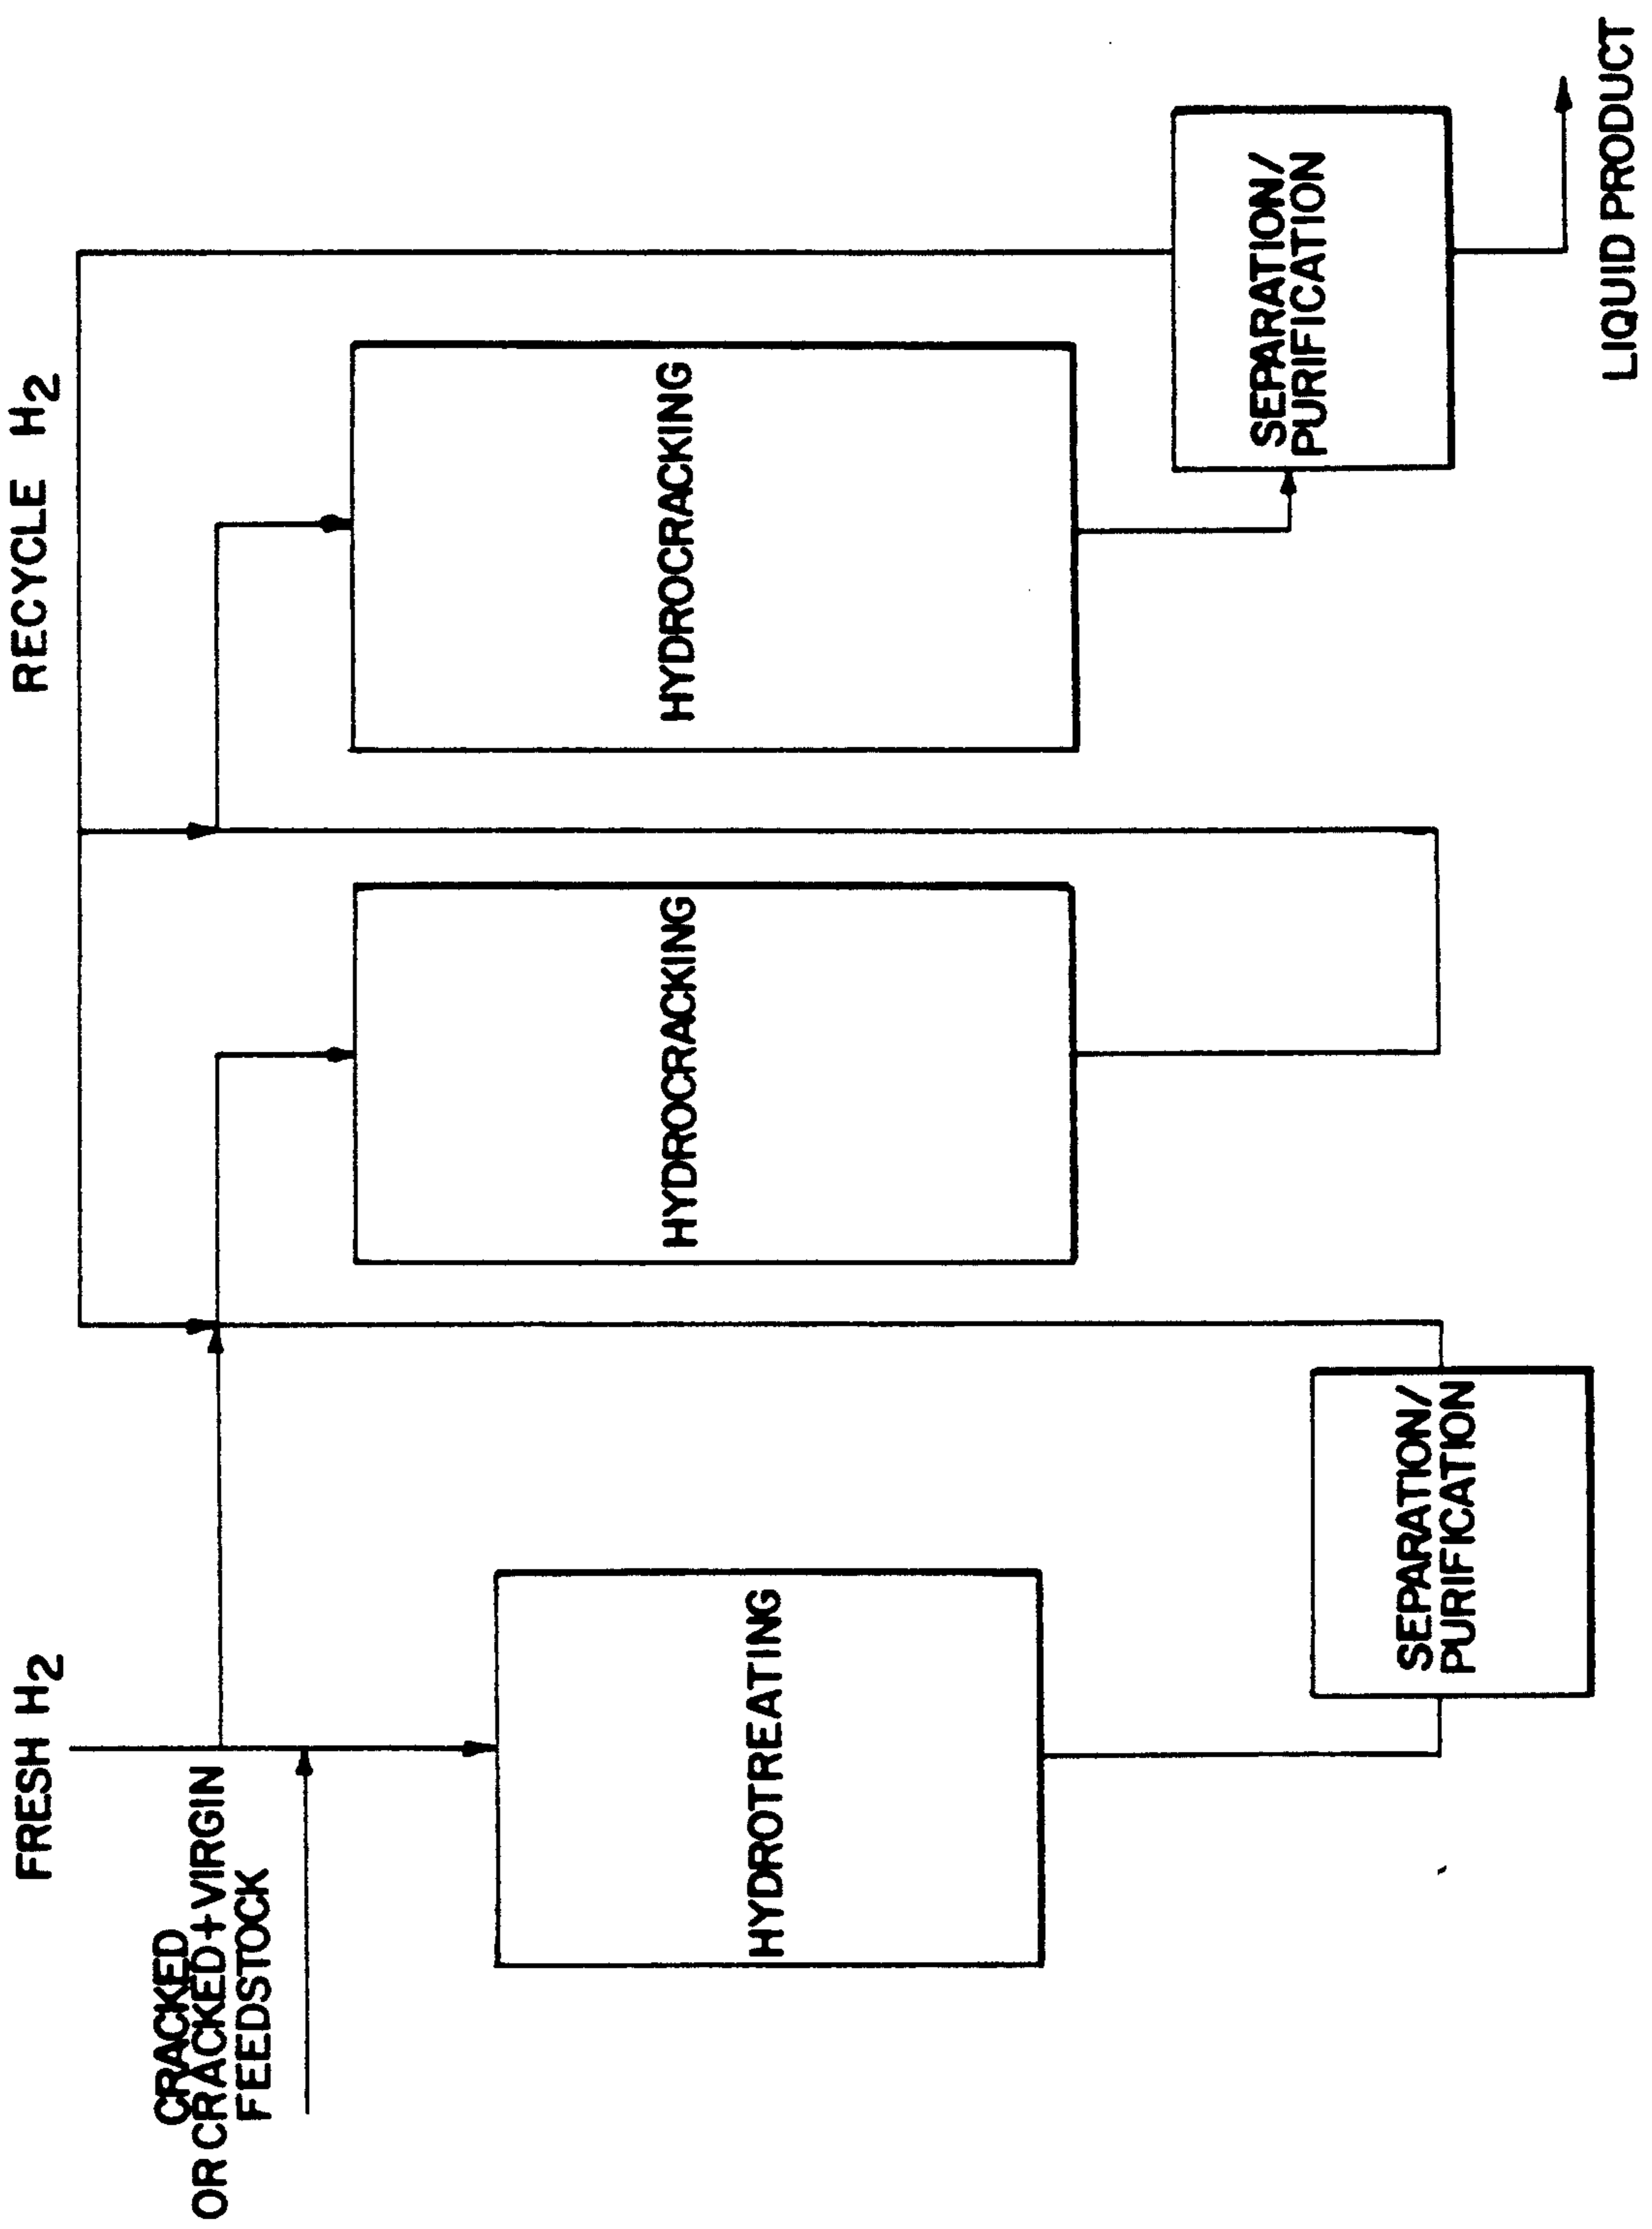 FRESH H2
RECYCLE H2
CRACKED
OR CRACKED+VIRGIN
FEEDSTOCK
HYDROTREATING
HYDROCRACKING
HYDROCRACKING
SEPARATION/
PURIFICATION
SEPARATION/
PURIFICATION
LIQUID PRODUCT